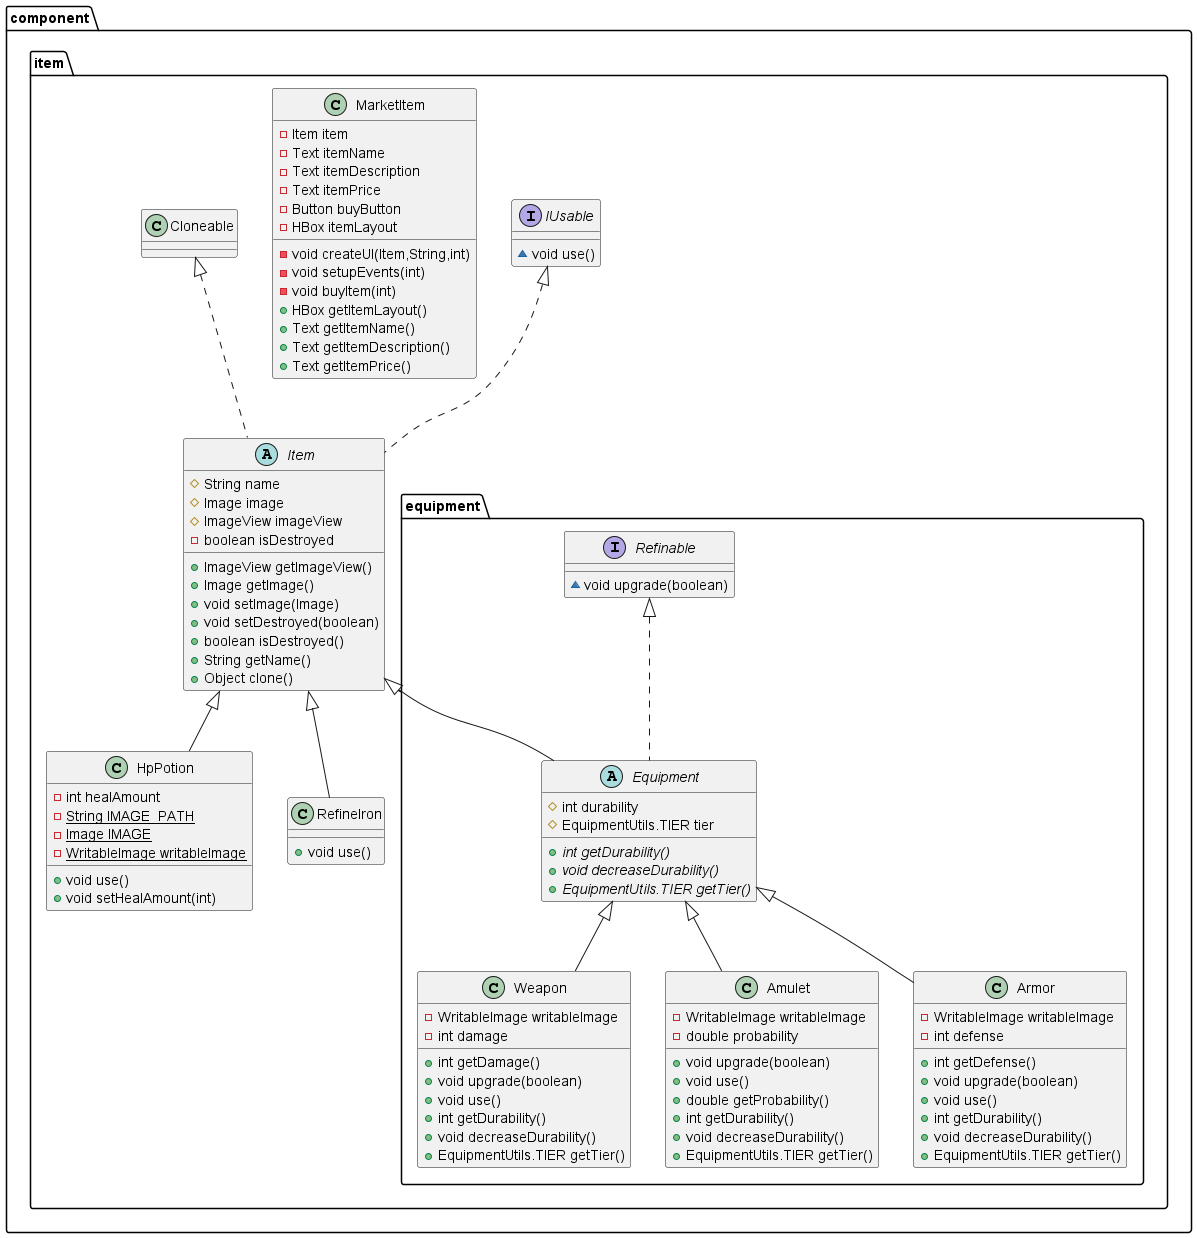 component
item
C MarketItem
Item item
Text itemName
Text itemDescription
Text itemPrice
Button buyButton
HBox itemLayout
void createUI(Item,String,int)
void setupEvents(int)
void buyItem(int)
HBox getItemLayout()
Text getItemName()
Text getItemDescription()
Text getItemPrice()
C Cloneable
I IUsable
void use()
A Item
String name
Image image
ImageView imageView
boolean isDestroyed
ImageView getImageView()
Image getImage()
void setImage(Image)
void setDestroyed(boolean)
boolean isDestroyed()
String getName()
Object clone()
equipment
I Refinable
void upgrade(boolean)
C HpPotion
int healAmount
String IMAGE_PATH
Image IMAGE
WritableImage writableImage
void use()
void setHealAmount(int)
C RefineIron
void use()
A Equipment
int durability
EquipmentUtils.TIER tier
int getDurability()
void decreaseDurability()
EquipmentUtils.TIER getTier()
C Weapon
WritableImage writableImage
int damage
int getDamage()
void upgrade(boolean)
void use()
int getDurability()
void decreaseDurability()
EquipmentUtils.TIER getTier()
C Amulet
WritableImage writableImage
double probability
void upgrade(boolean)
void use()
double getProbability()
int getDurability()
void decreaseDurability()
EquipmentUtils.TIER getTier()
C Armor
WritableImage writableImage
int defense
int getDefense()
void upgrade(boolean)
void use()
int getDurability()
void decreaseDurability()
EquipmentUtils.TIER getTier()